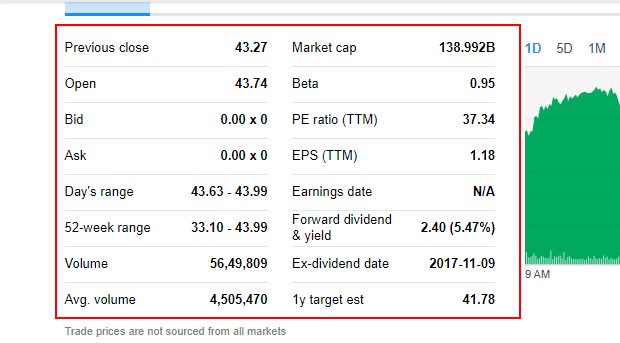 Previous close 43.27 Market cap 138.992B
1D 5D 1M
Open 43.74 Beta 0.95
Bid 0.00 x 0 PE ratio (TTM) 37.34
Ask 0.00 x 0 EPS (TTM) 1.18
Day's range 43.63 - 43.99 Earnings date N/A
52-week range 33.10 - 43.99 Forward dividend & yield 2.40 (5.47%)
Volume 56,49,809 Ex-dividend date 2017-11-09
9 AM
Avg. volume 4,505,470 1y target est 41.78
Trade prices are not sourced from all markets